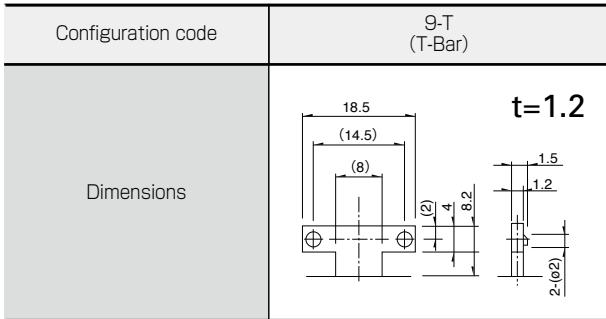 Configuration code
9-T
(T-Bar)
Dimensions
t=1.2
18.5
(14.5)
(8)
(2)
4
8.2
1.5
1.2
2-(ø2)